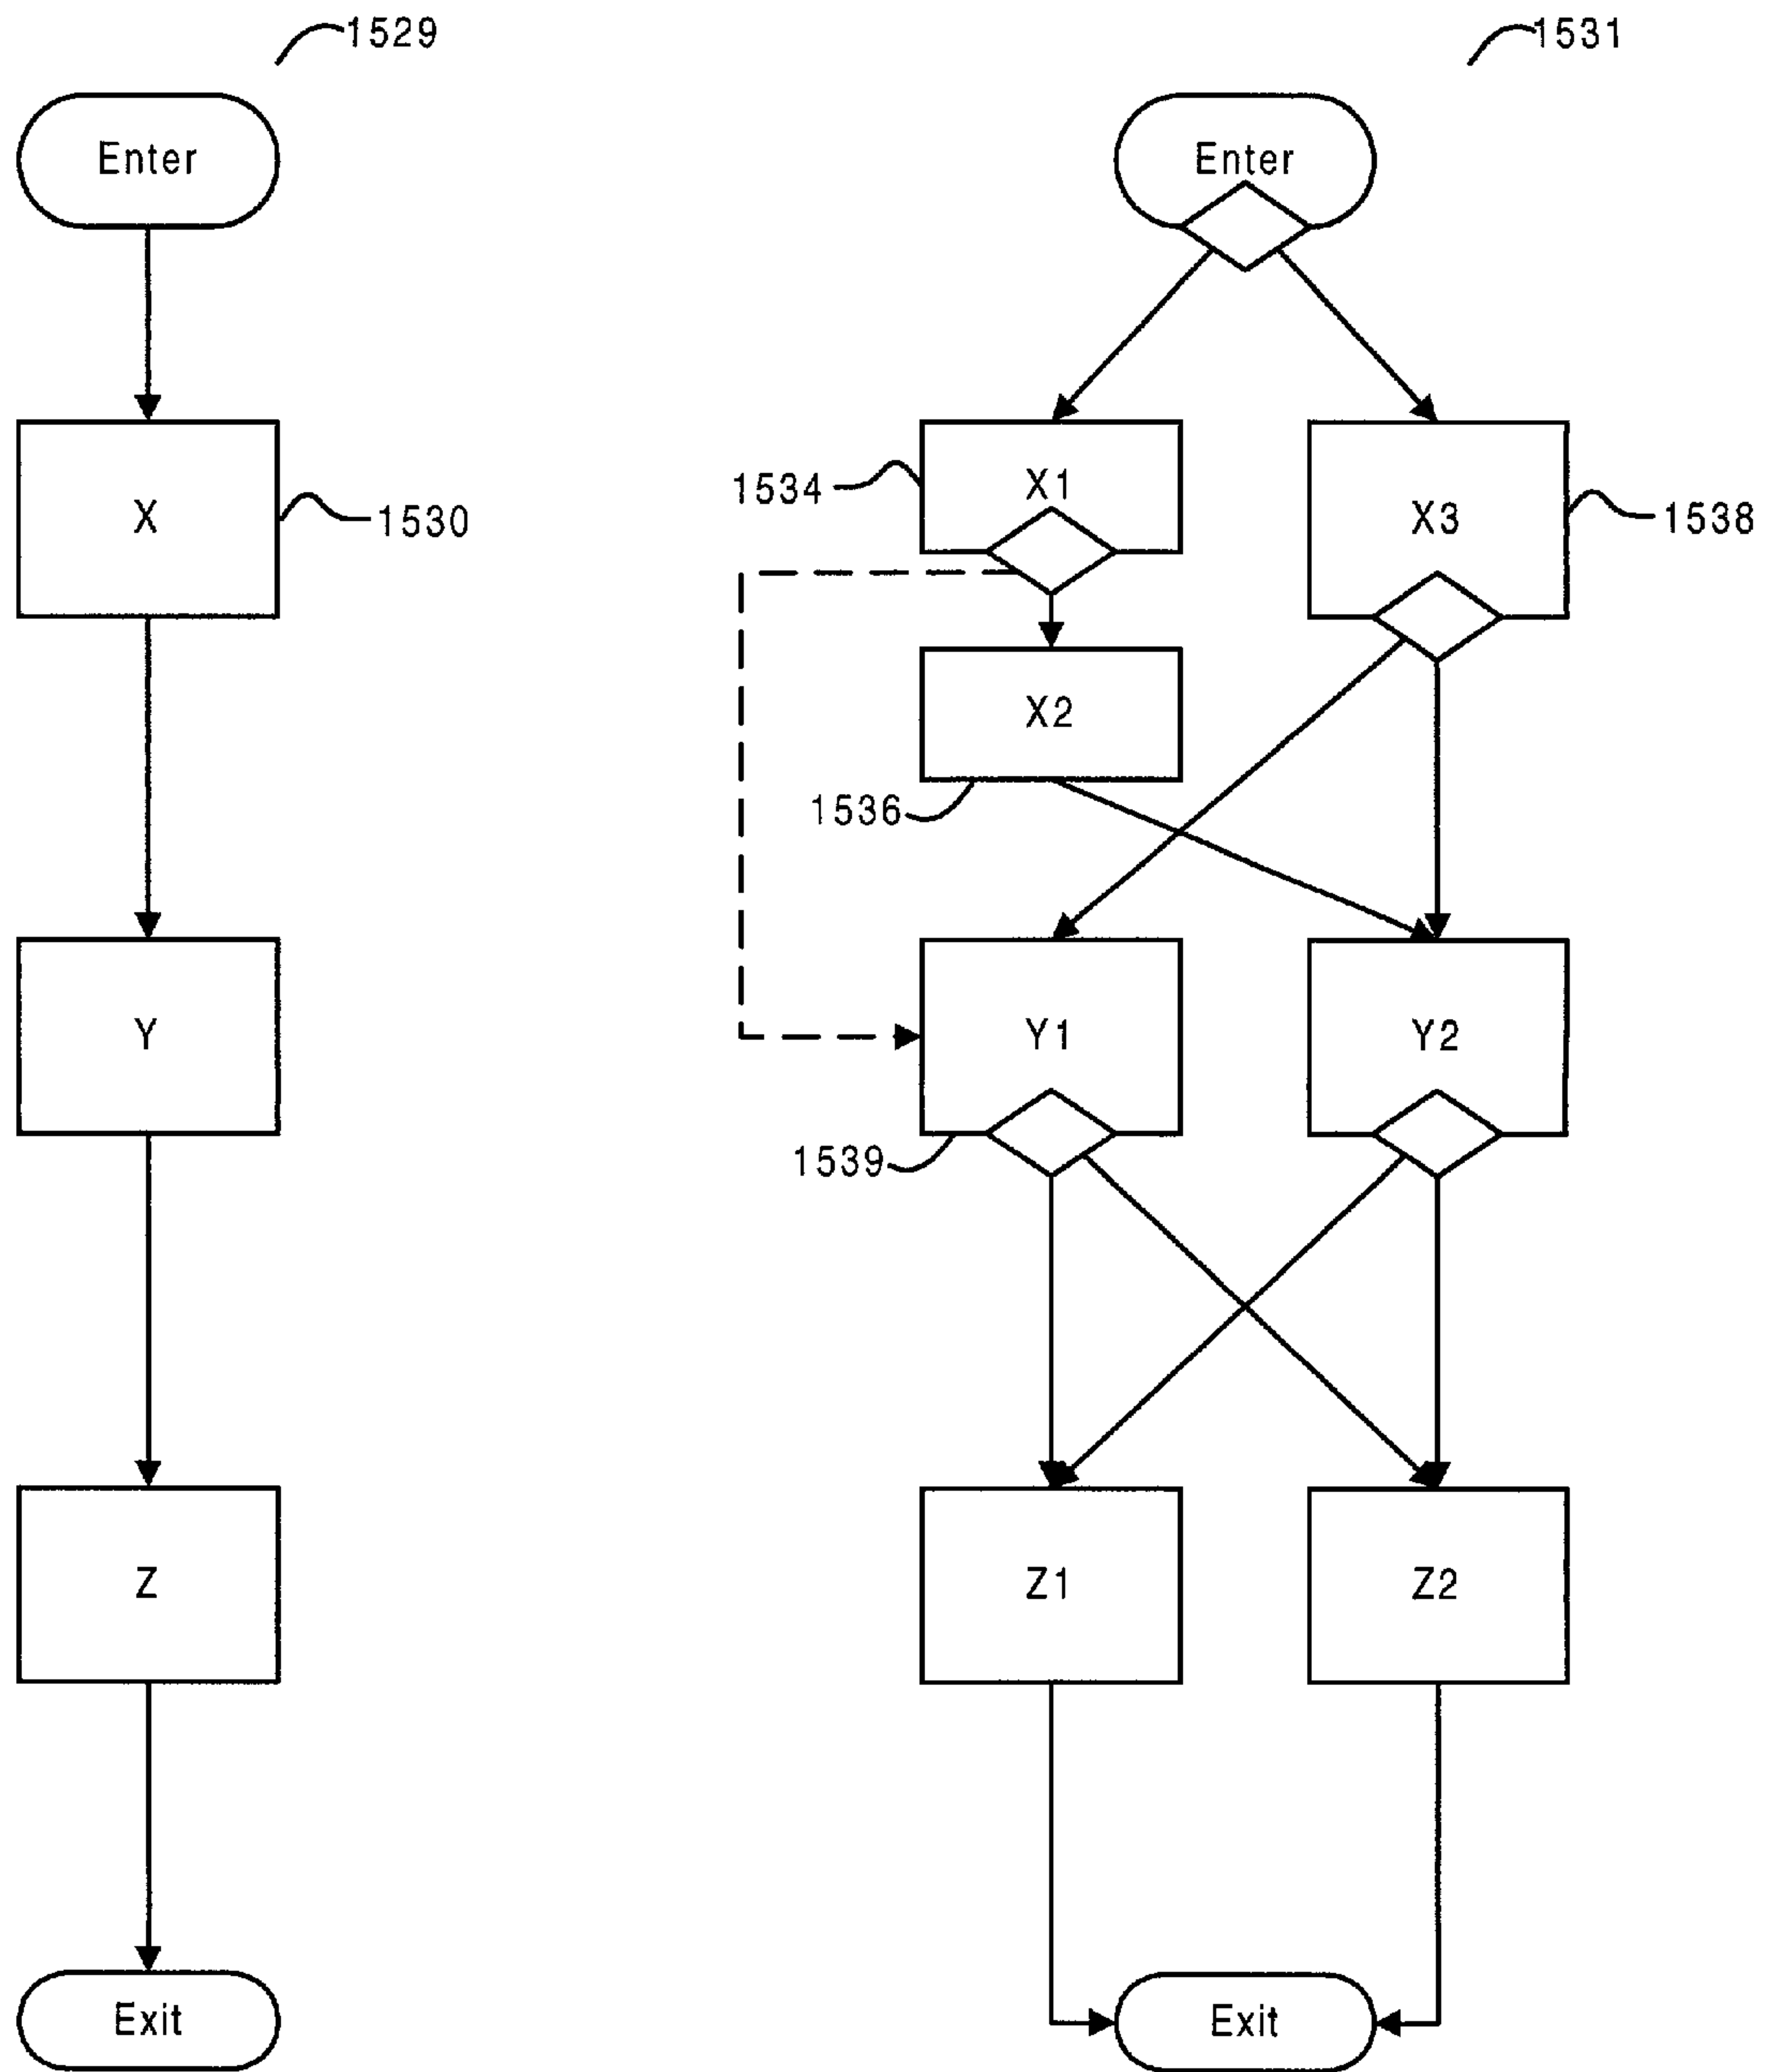 1529
1531
Enter
Enter
X
1530
1534
X1
X3
1538
X2
1536
Y
Y1
Y2
1539
Z
Z1
Z2
Exit
Exit